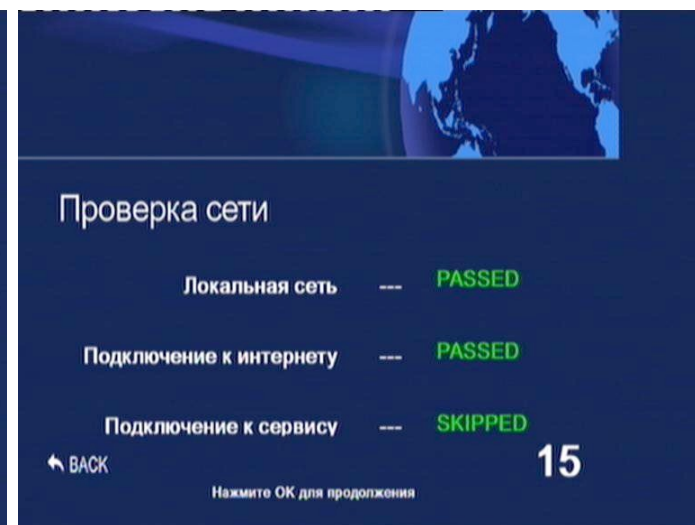 Проверка сети
Локальная сеть --- PASSED
Подключение к интернету --- PASSED
Подключение к сервису --- SKIPPED
BACK
15
Нажмите OK для продолжения